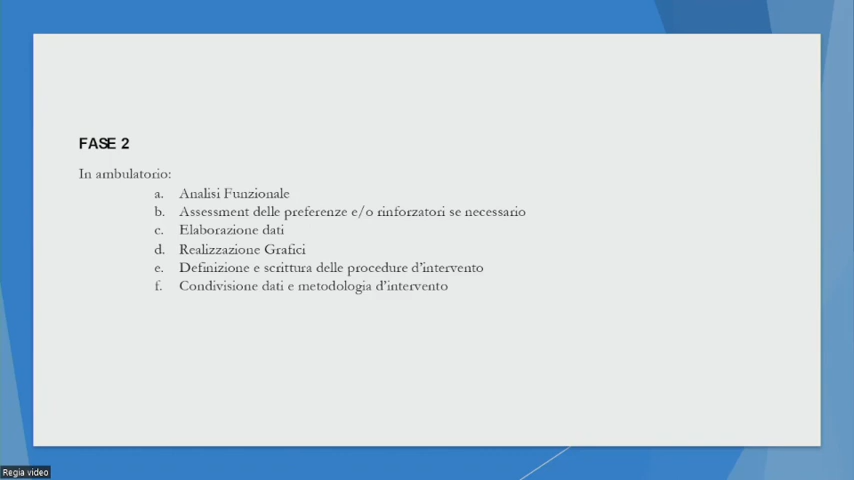 FASE 2
In ambulatorio:
a. Analisi Funzionale
b. Assessment delle preferenze e/o rinforzatori se necessario
c. Elaborazione dati
d. Realizzazione Grafici
e. Definizione e scrittura delle procedure d'intervento
f. Condivisione dati e metodologia d'intervento
Regia video